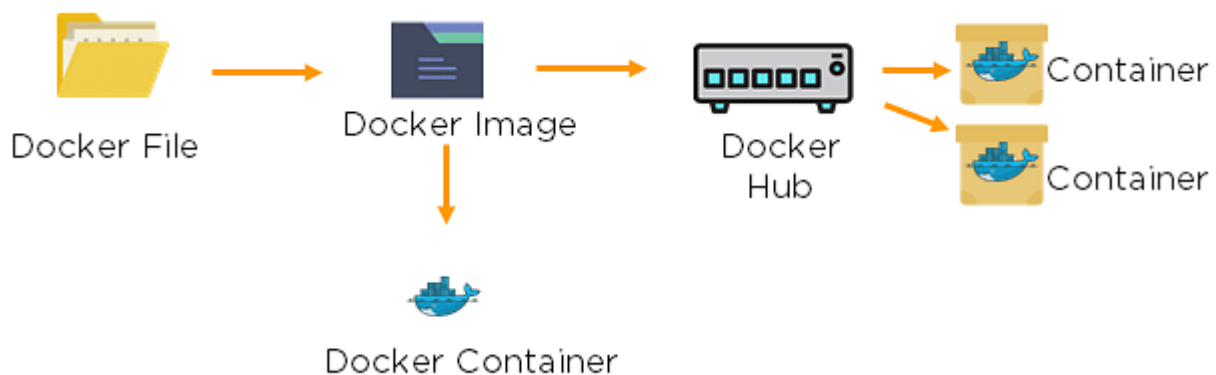 Docker File
Docker Image
Docker
Hub
Container
Container
Docker Container